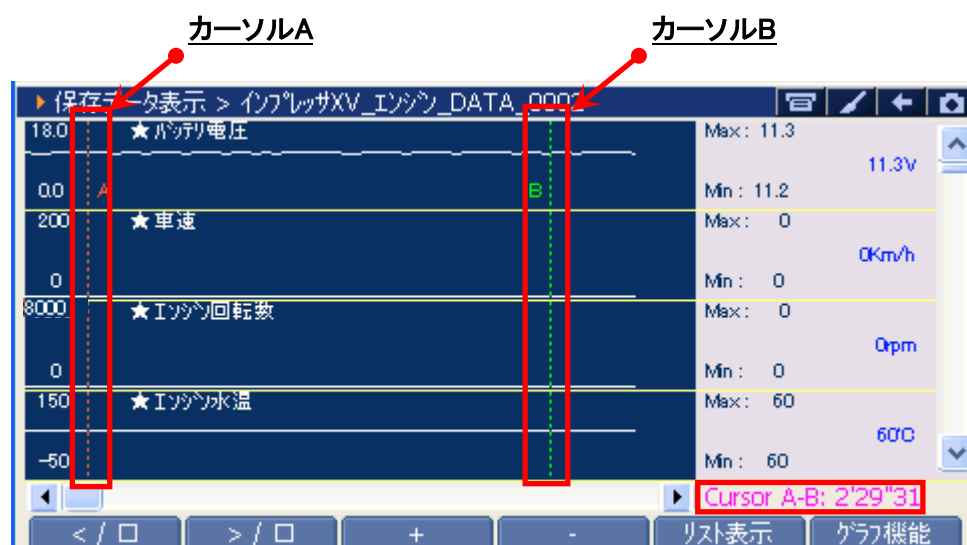 カーソルA カーソルB
保存データ表示 > インプレッサXV_エンジン_DATA_0002
18.0 ★バッテリ電圧 Max: 11.3
11.3V
0.0 A B Min: 11.2
200 ★車速 Max: 0
0Km/h
0 Min: 0
8000 ★エンジン回転数 Max: 0
0rpm
0 Min: 0
150 ★エンジン水温 Max: 60
60℃
-50 Min: 60
Cursor A-B: 2'29"31
< / □ > / □ + - リスト表示 グラフ機能